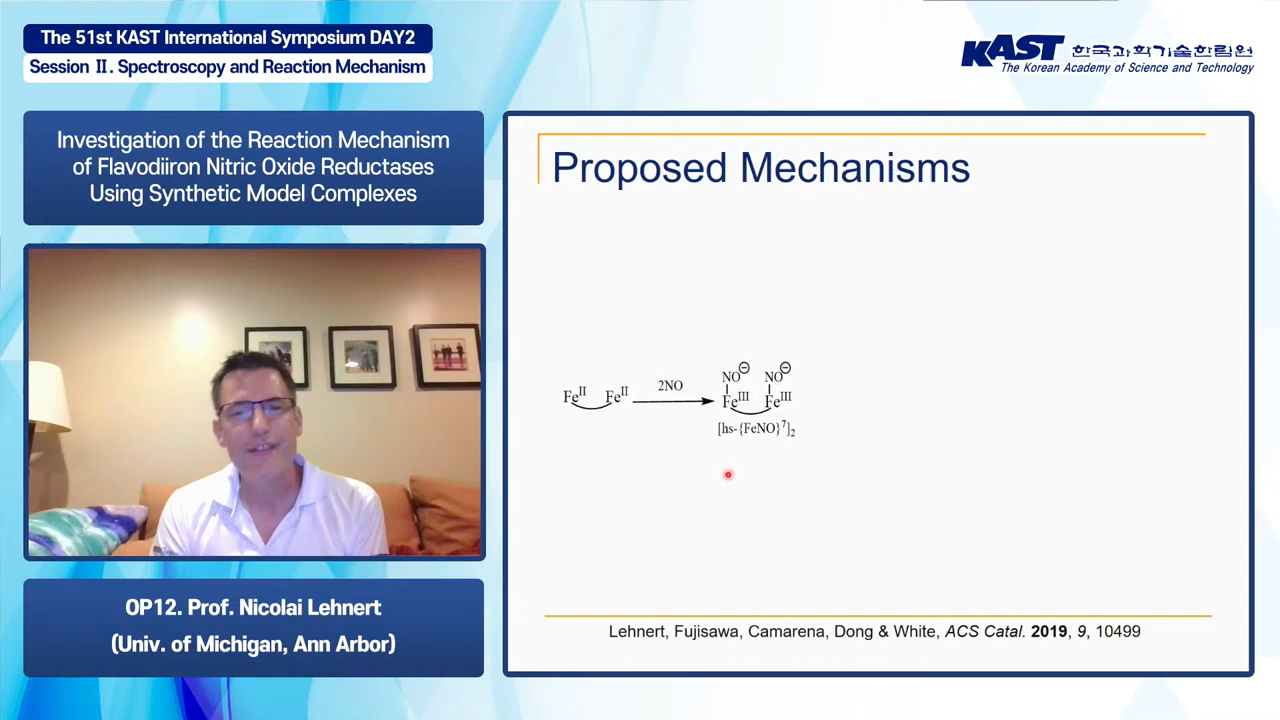 The 51st KAST International Symposium DAY2
Session Ⅱ. Spectroscopy and Reaction Mechanism
KAST 한국과학기술한림원
The Korean Academy of Science and Technology
Investigation of the Reaction Mechanism
of Flavodiiron Nitric Oxide Reductases
Using Synthetic Model Complexes
OP12. Prof. Nicolai Lehnert
(Univ. of Michigan, Ann Arbor)
Proposed Mechanisms
NO⊖ NO⊖
Fe^II Fe^II 2NO Fe^III Fe^III
[hs-{FeNO}⁷]₂
Lehnert, Fujisawa, Camarena, Dong & White, ACS Catal. 2019, 9, 10499